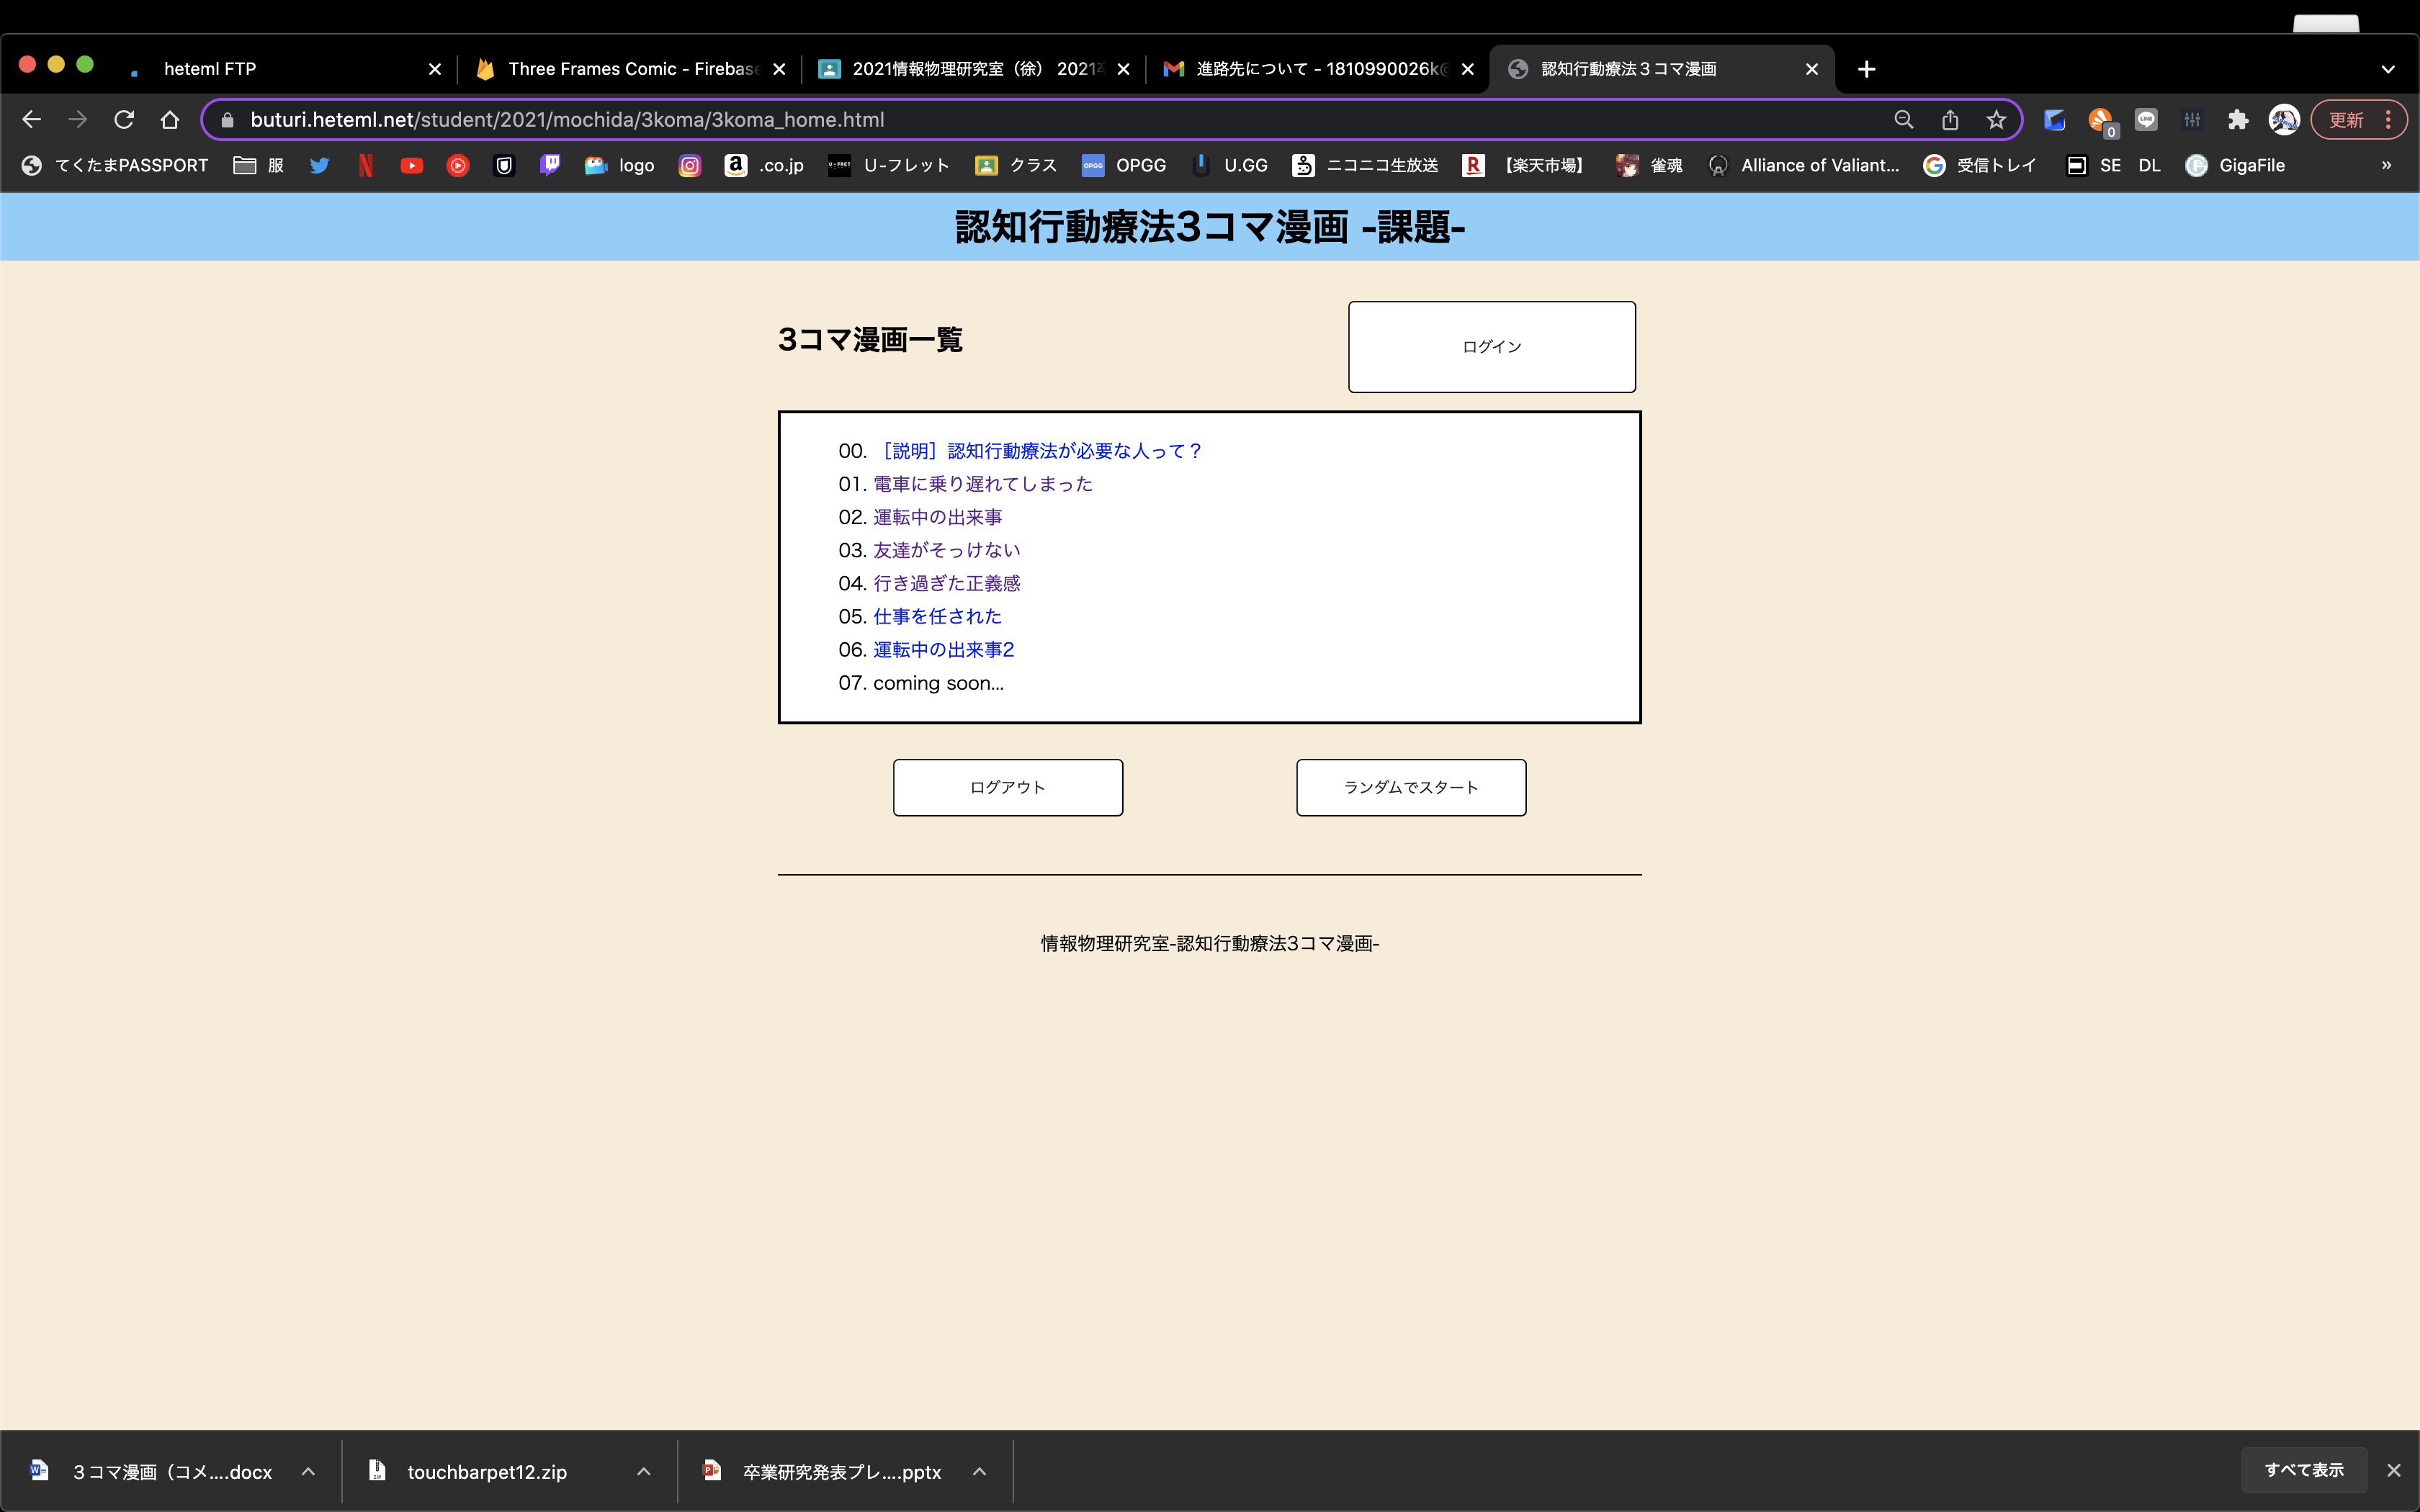 heteml FTP
Three Frames Comic - Firebase
2021情報物理研究室（徐） 2021
進路先について - 1810990026k@
認知行動療法３コマ漫画
buturi.heteml.net/student/2021/mochida/3koma/3koma_home.html
0
LINE
更新
てくたまPASSPORT
服
logo
.co.jp
U-FRET
U-フレット
クラス
OPGG
OPGG
U.GG
ニコニコ生放送
【楽天市場】
雀魂
Alliance of Valiant...
受信トレイ
SE
DL
GigaFile
»
認知行動療法3コマ漫画 -課題-
3コマ漫画一覧
ログイン
00. ［説明］認知行動療法が必要な人って？
01. 電車に乗り遅れてしまった
02. 運転中の出来事
03. 友達がそっけない
04. 行き過ぎた正義感
05. 仕事を任された
06. 運転中の出来事2
07. coming soon...
ログアウト
ランダムでスタート
情報物理研究室-認知行動療法3コマ漫画-
３コマ漫画（コメ....docx
touchbarpet12.zip
卒業研究発表プレ....pptx
すべて表示